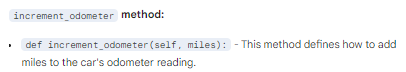 increment_odometer method:
• def increment_odometer(self, miles): - This method defines how to add
miles to the car's odometer reading.